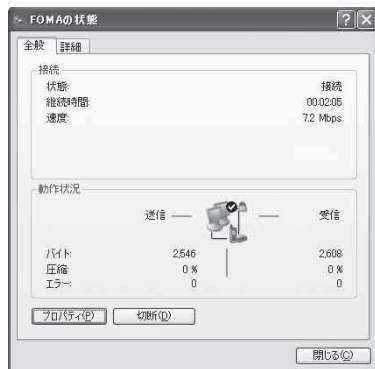 FOMAの状態
全般 詳細
接続
状態: 接続
継続時間: 00:02:05
速度: 7.2 Mbps
動作状況
送信 受信
バイト: 2,546 2,608
圧縮: 0 % 0 %
エラー: 0 0
プロパティ(P) 切断(D)
閉じる(C)